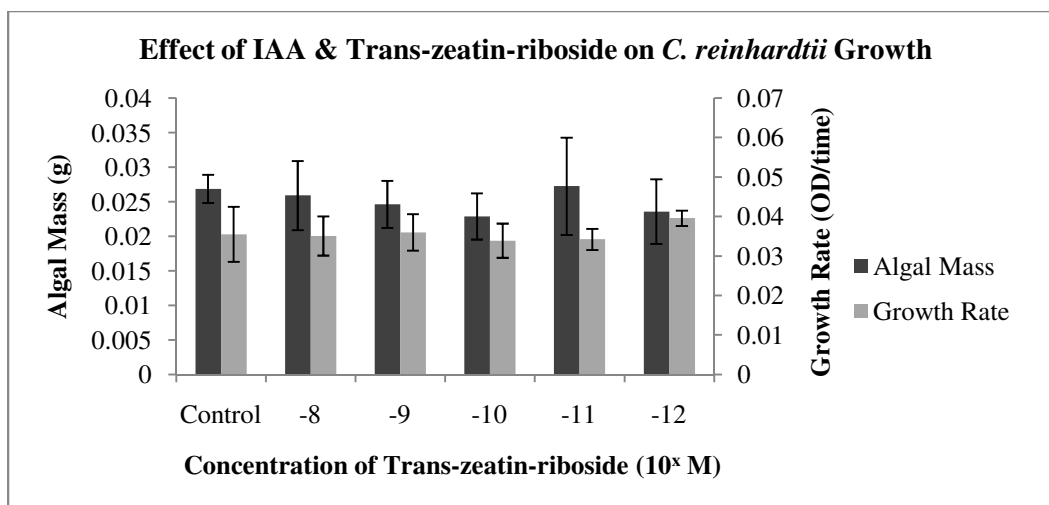 Effect of IAA & Trans-zeatin-riboside on C. reinhardtii Growth
0.04
0.035
0.03
0.025
0.02
0.015
0.01
0.005
0
Algal Mass (g)
0.07
0.06
0.05
0.04
0.03
0.02
0.01
0
Growth Rate (OD/time)
Algal Mass
Growth Rate
Control -8 -9 -10 -11 -12
Concentration of Trans-zeatin-riboside (10ˣ M)